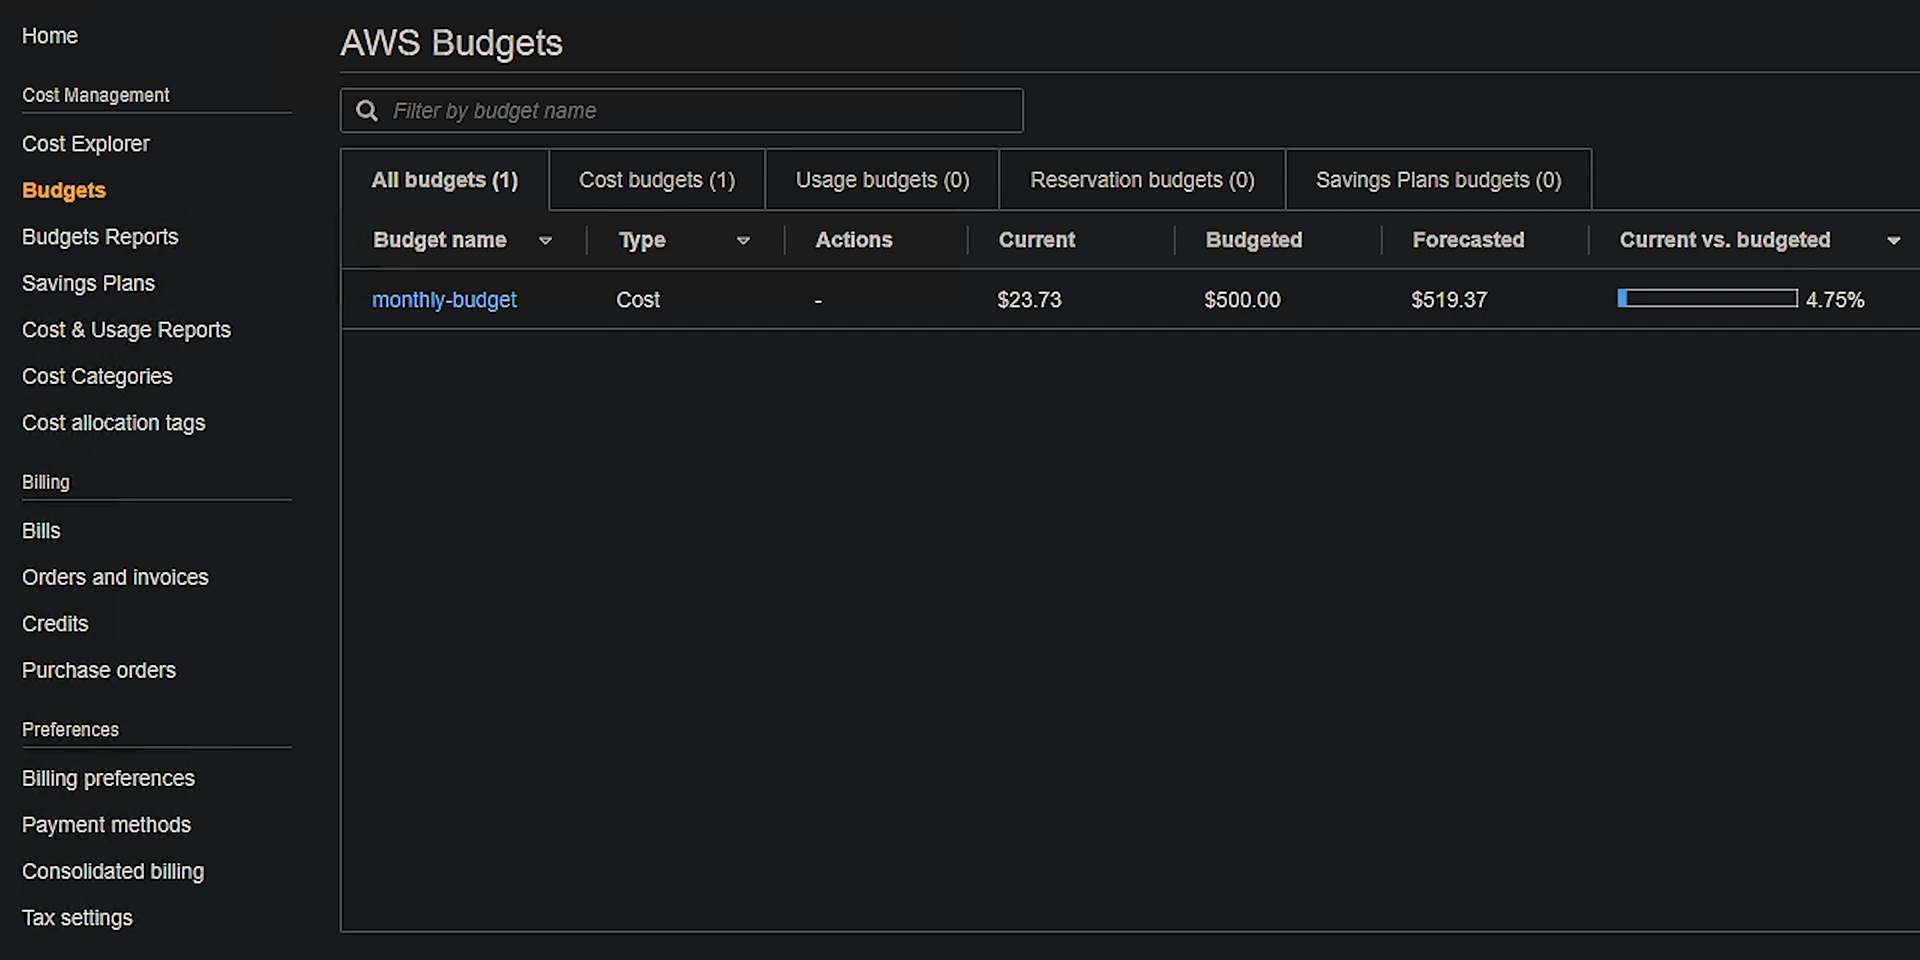 Home
Cost Management
Cost Explorer
Budgets
Budgets Reports
Savings Plans
Cost & Usage Reports
Cost Categories
Cost allocation tags
Billing
Bills
Orders and invoices
Credits
Purchase orders
Preferences
Billing preferences
Payment methods
Consolidated billing
Tax settings
AWS Budgets
Filter by budget name
All budgets (1) Cost budgets (1) Usage budgets (0) Reservation budgets (0) Savings Plans budgets (0)
Budget name Type Actions Current Budgeted Forecasted Current vs. budgeted
monthly-budget Cost - $23.73 $500.00 $519.37 4.75%